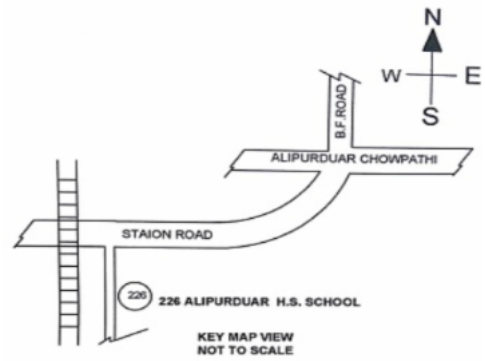 N
W E
S
B.F.ROAD
ALIPURDUAR CHOWPATHI
STAION ROAD
226
226 ALIPURDUAR H.S. SCHOOL
KEY MAP VIEW
NOT TO SCALE